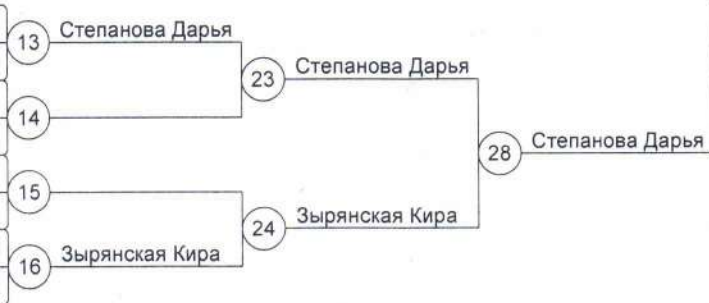 13 Степанова Дарья
23 Степанова Дарья
14
28 Степанова Дарья
15
24 Зырянская Кира
16 Зырянская Кира